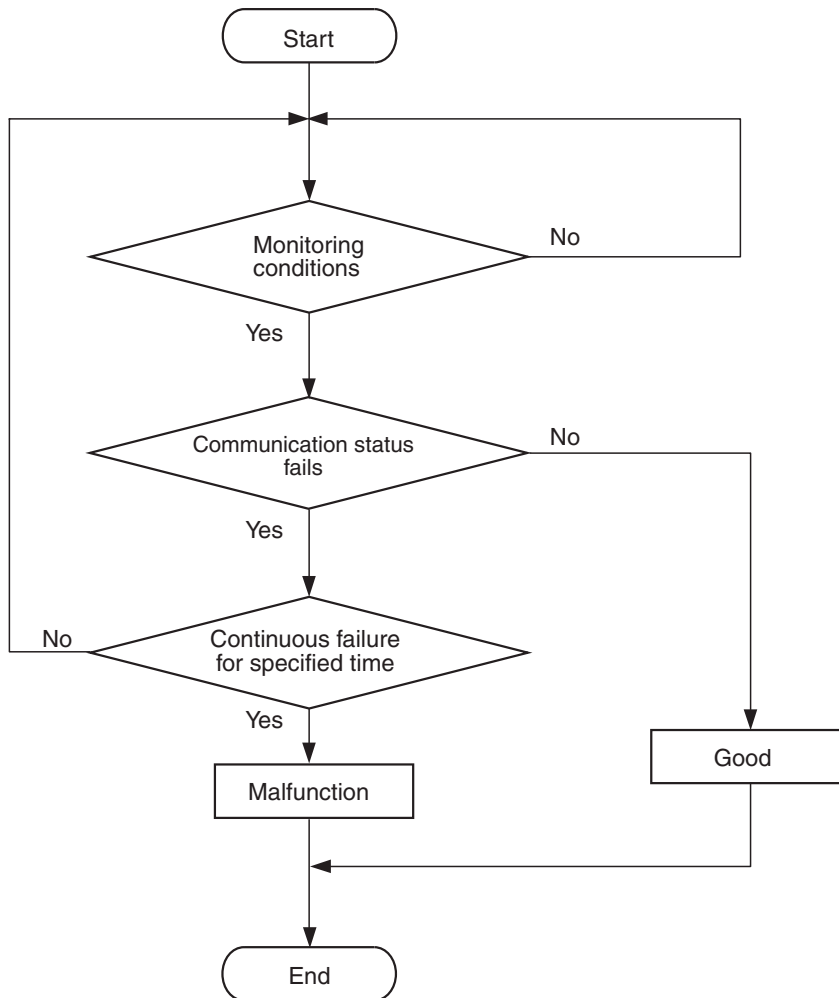 Start
Monitoring
conditions
No
Yes
Communication status
fails
No
Yes
Continuous failure
for specified time
No
Yes
Malfunction
Good
End